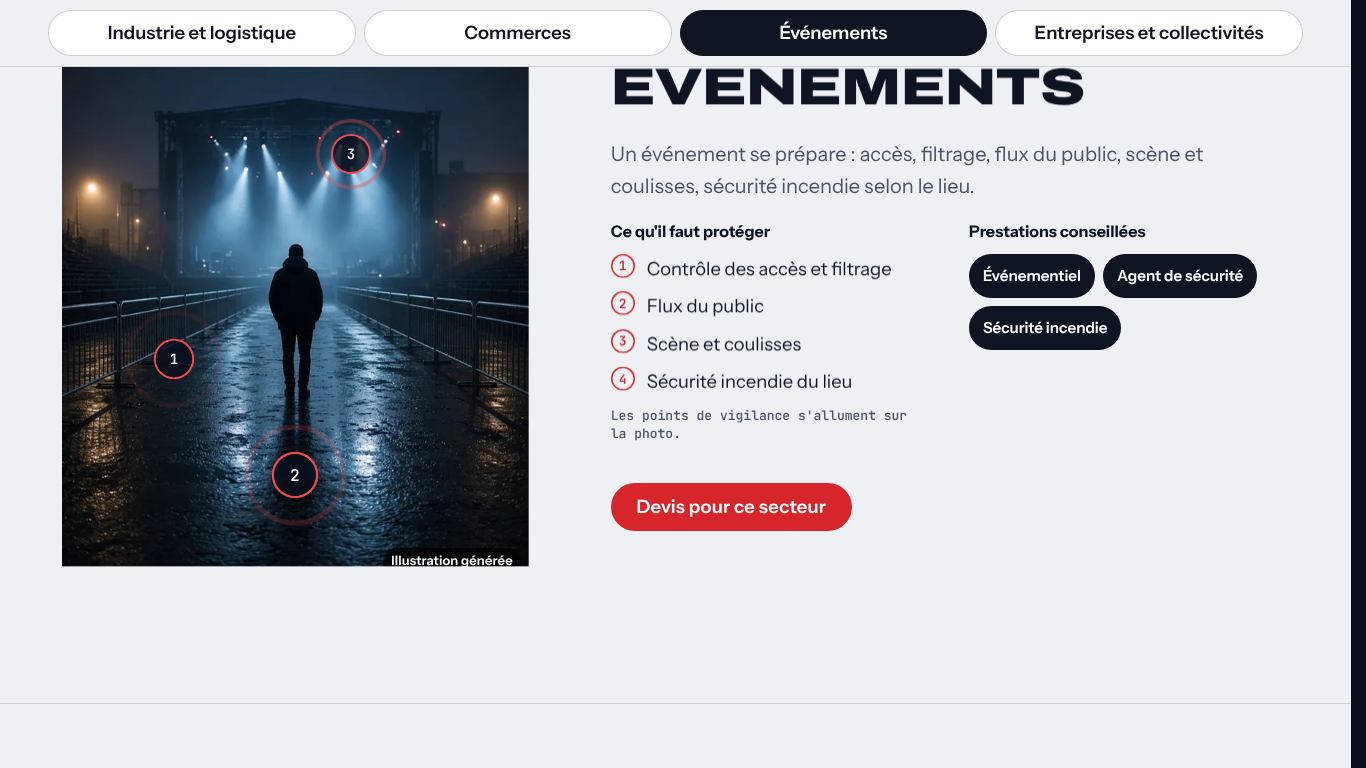 Industrie et logistique
Commerces
Événements
Entreprises et collectivités
ÉVÉNEMENTS
Un événement se prépare : accès, filtrage, flux du public, scène et
coulisses, sécurité incendie selon le lieu.
Ce qu'il faut protéger
1 Contrôle des accès et filtrage
2 Flux du public
3 Scène et coulisses
4 Sécurité incendie du lieu
Les points de vigilance s'allument sur
la photo.
Prestations conseillées
Événementiel
Agent de sécurité
Sécurité incendie
Devis pour ce secteur
3
1
2
Illustration générée